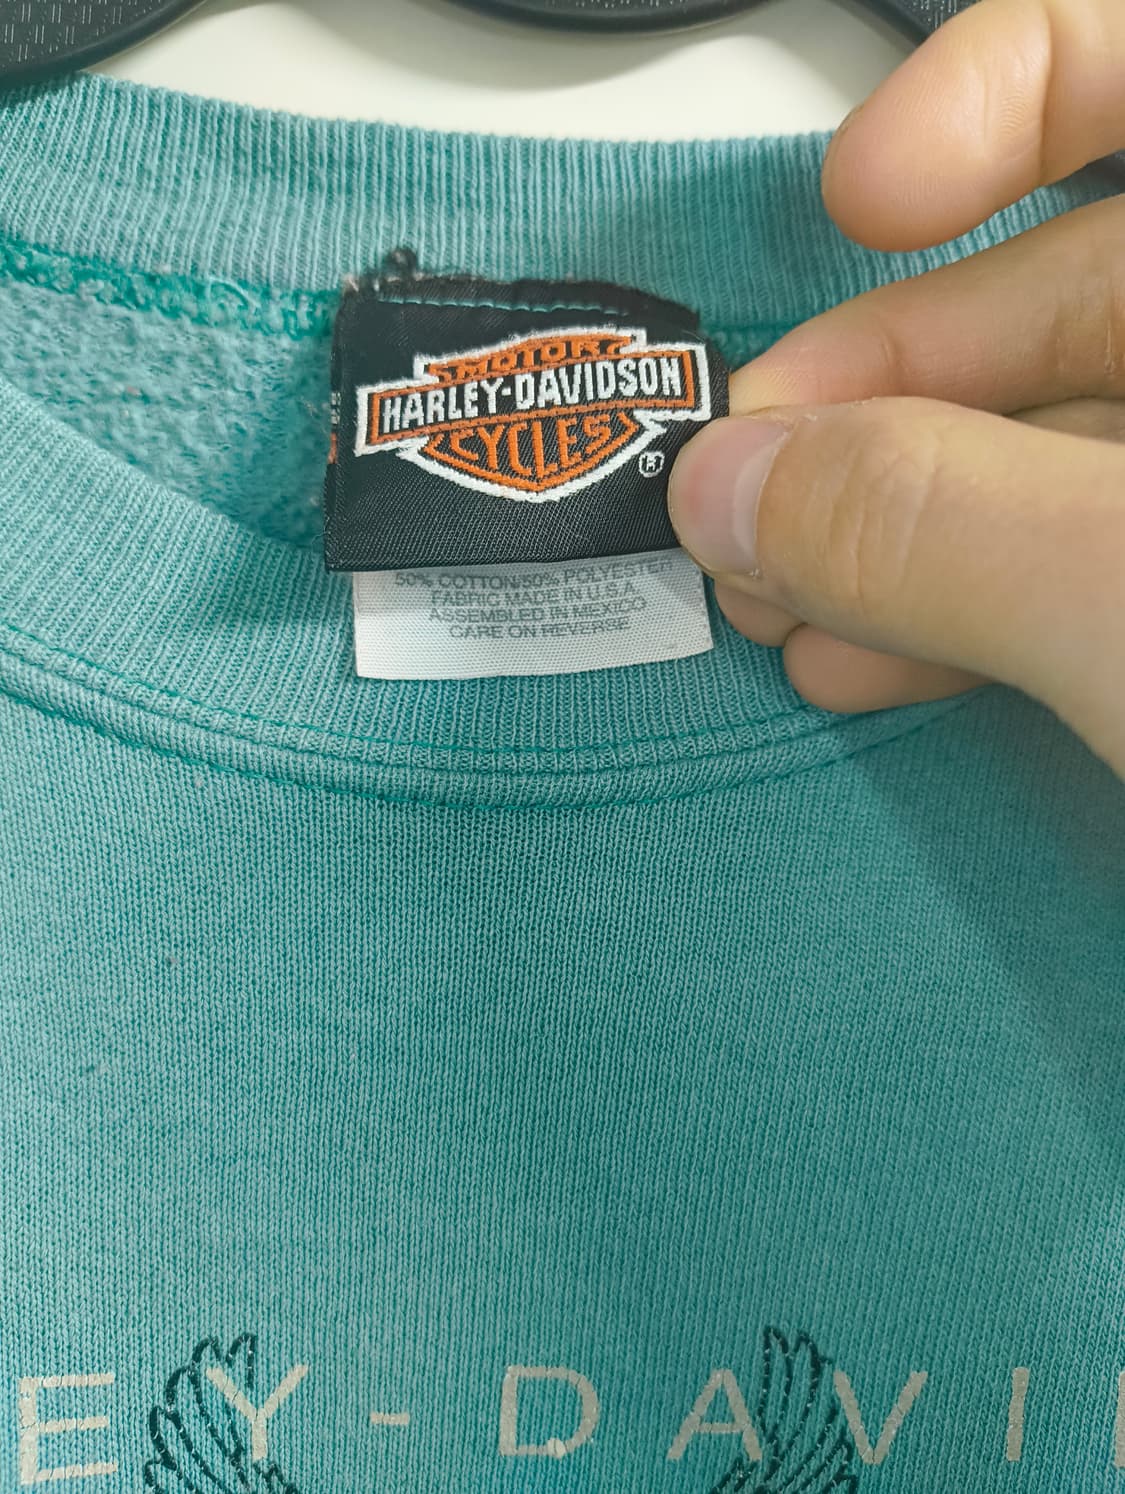 MOTOR
HARLEY-DAVIDSON
CYCLES
®
50% COTTON/50% POLYESTER
FABRIC MADE IN U.S.A
ASSEMBLED IN MEXICO
CARE ON REVERSE
EY-DAVI